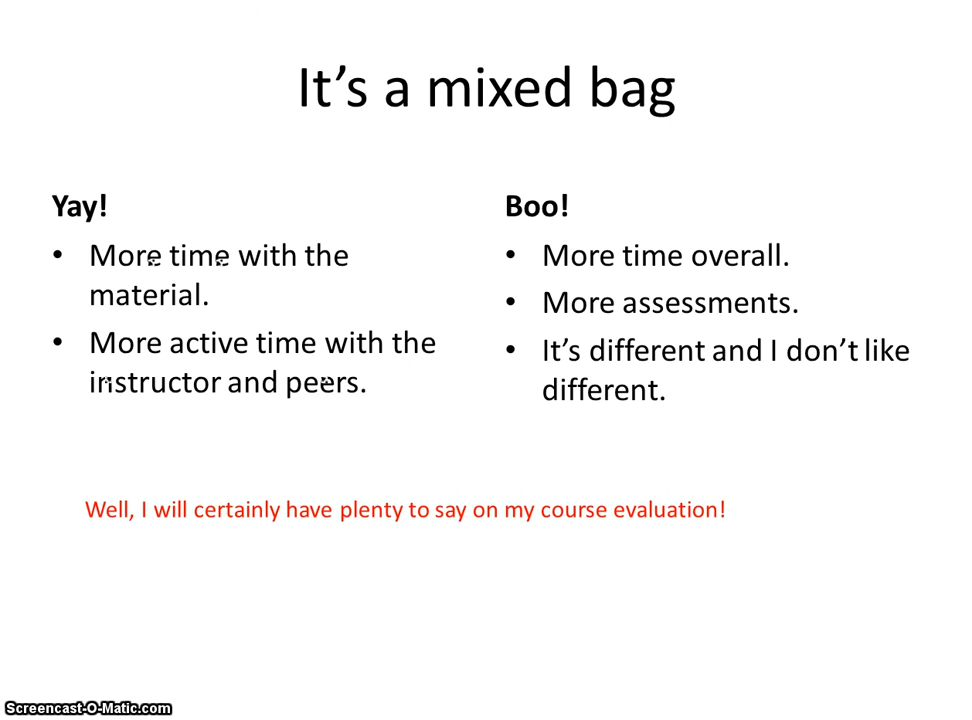 It’s a mixed bag
Yay!
• More time with the
material.
• More active time with the
instructor and peers.
Boo!
• More time overall.
• More assessments.
• It’s different and I don’t like
different.
Well, I will certainly have plenty to say on my course evaluation!
Screencast-O-Matic.com